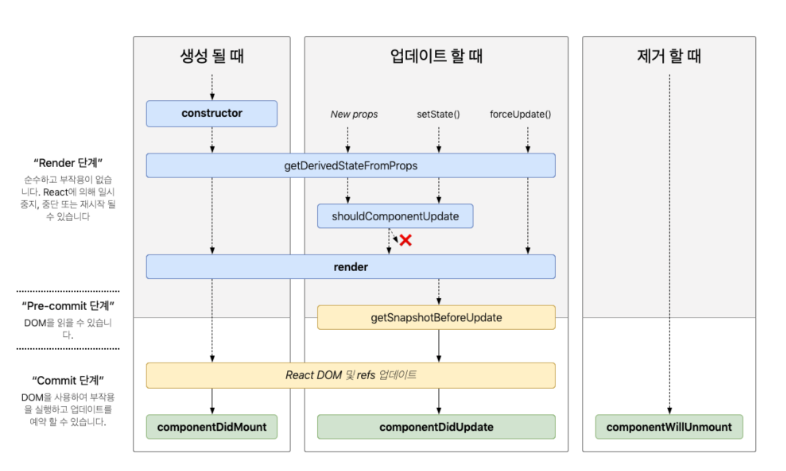 생성 될 때
업데이트 할 때
제거 할 때
constructor
New props
setState()
forceUpdate()
“Render 단계”
순수하고 부작용이 없습
니다. React에 의해 일시
중지, 중단 또는 재시작 될
수 있습니다
getDerivedStateFromProps
shouldComponentUpdate
render
“Pre-commit 단계”
DOM을 읽을 수 있습니
다.
getSnapshotBeforeUpdate
“Commit 단계”
DOM을 사용하여 부작용
을 실행하고 업데이트를
예약 할 수 있습니다.
React DOM 및 refs 업데이트
componentDidMount
componentDidUpdate
componentWillUnmount